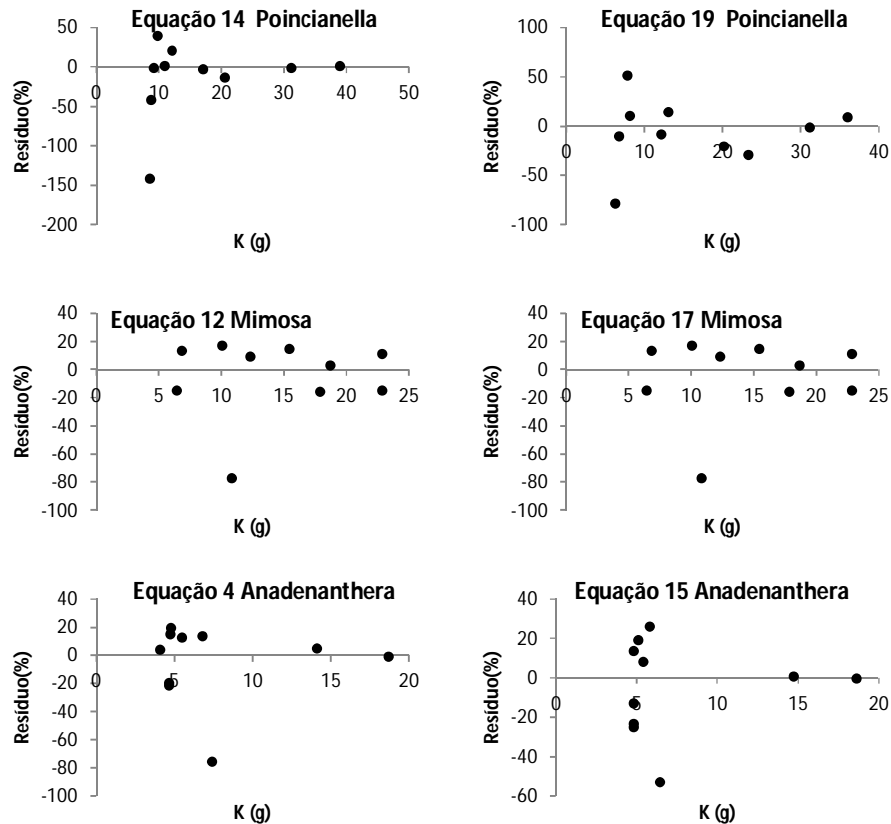 Equação 14 Poincianella
50
0
-50
-100
-150
-200
0 10 20 30 40 50
Resíduo(%)
K (g)
Equação 19 Poincianella
100
50
0
-50
-100
0 10 20 30 40
Resíduo(%)
K (g)
Equação 12 Mimosa
40
20
0
-20
-40
-60
-80
-100
0 5 10 15 20 25
Resíduo(%)
K (g)
Equação 17 Mimosa
40
20
0
-20
-40
-60
-80
-100
0 5 10 15 20 25
Resíduo(%)
K (g)
Equação 4 Anadenanthera
40
20
0
-20
-40
-60
-80
-100
0 5 10 15 20
Resíduo(%)
K (g)
Equação 15 Anadenanthera
40
20
0
-20
-40
-60
0 5 10 15 20
Resíduo(%)
K (g)